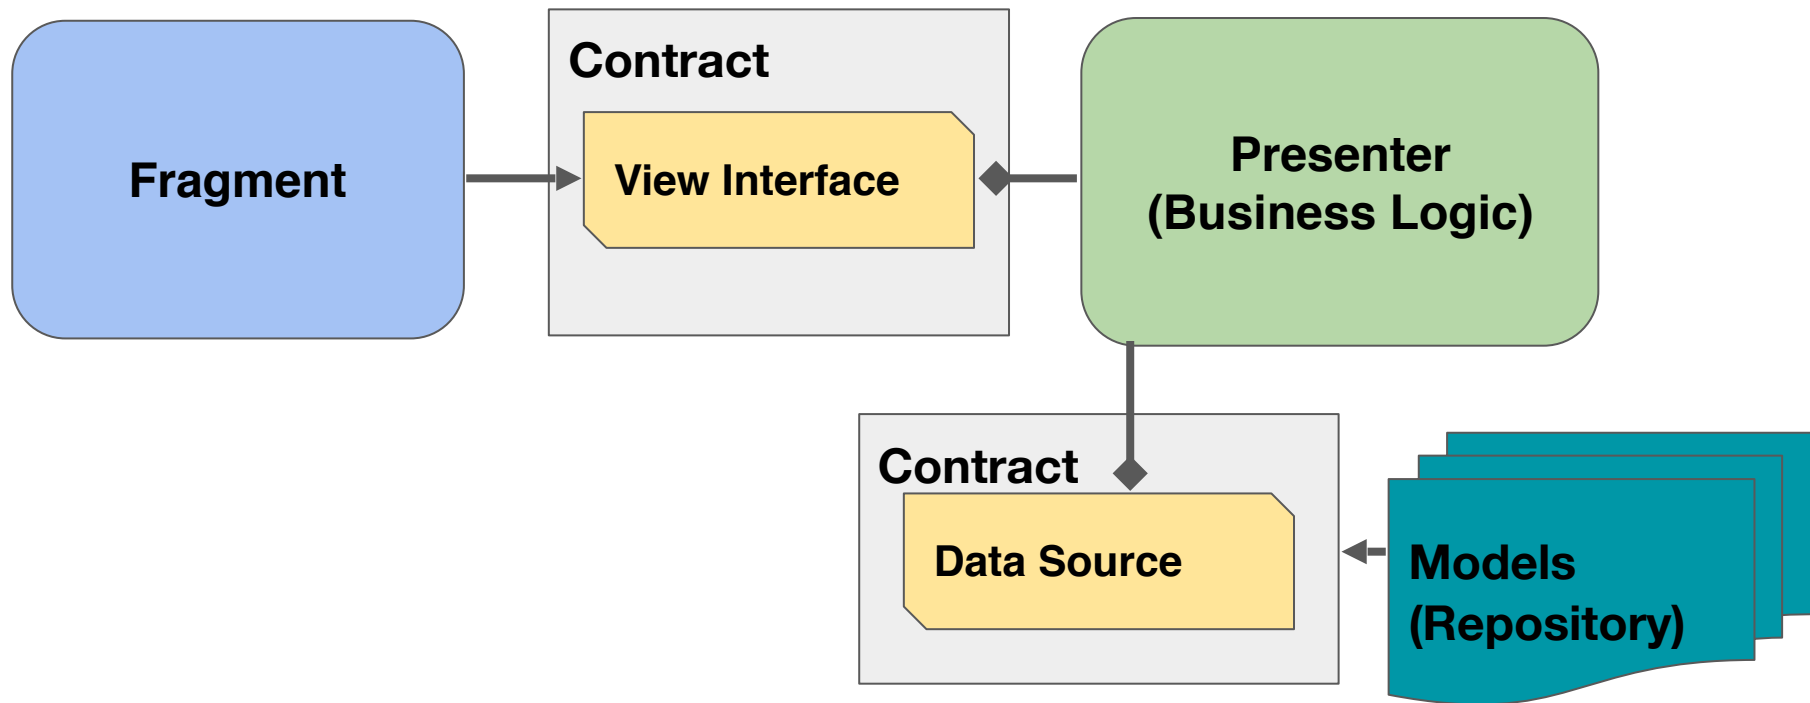 Contract
Fragment
View Interface
Presenter
(Business Logic)
Contract
Data Source
Models
(Repository)